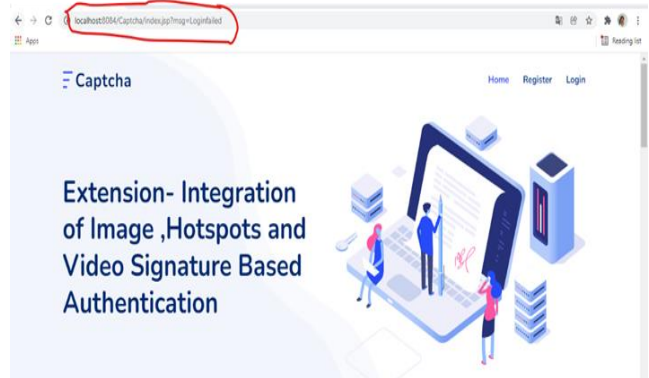 localhost:8084/Captcha/index.jsp?msg=Loginfailed
Apps
Reading list
Captcha
Home Register Login
Extension- Integration
of Image ,Hotspots and
Video Signature Based
Authentication